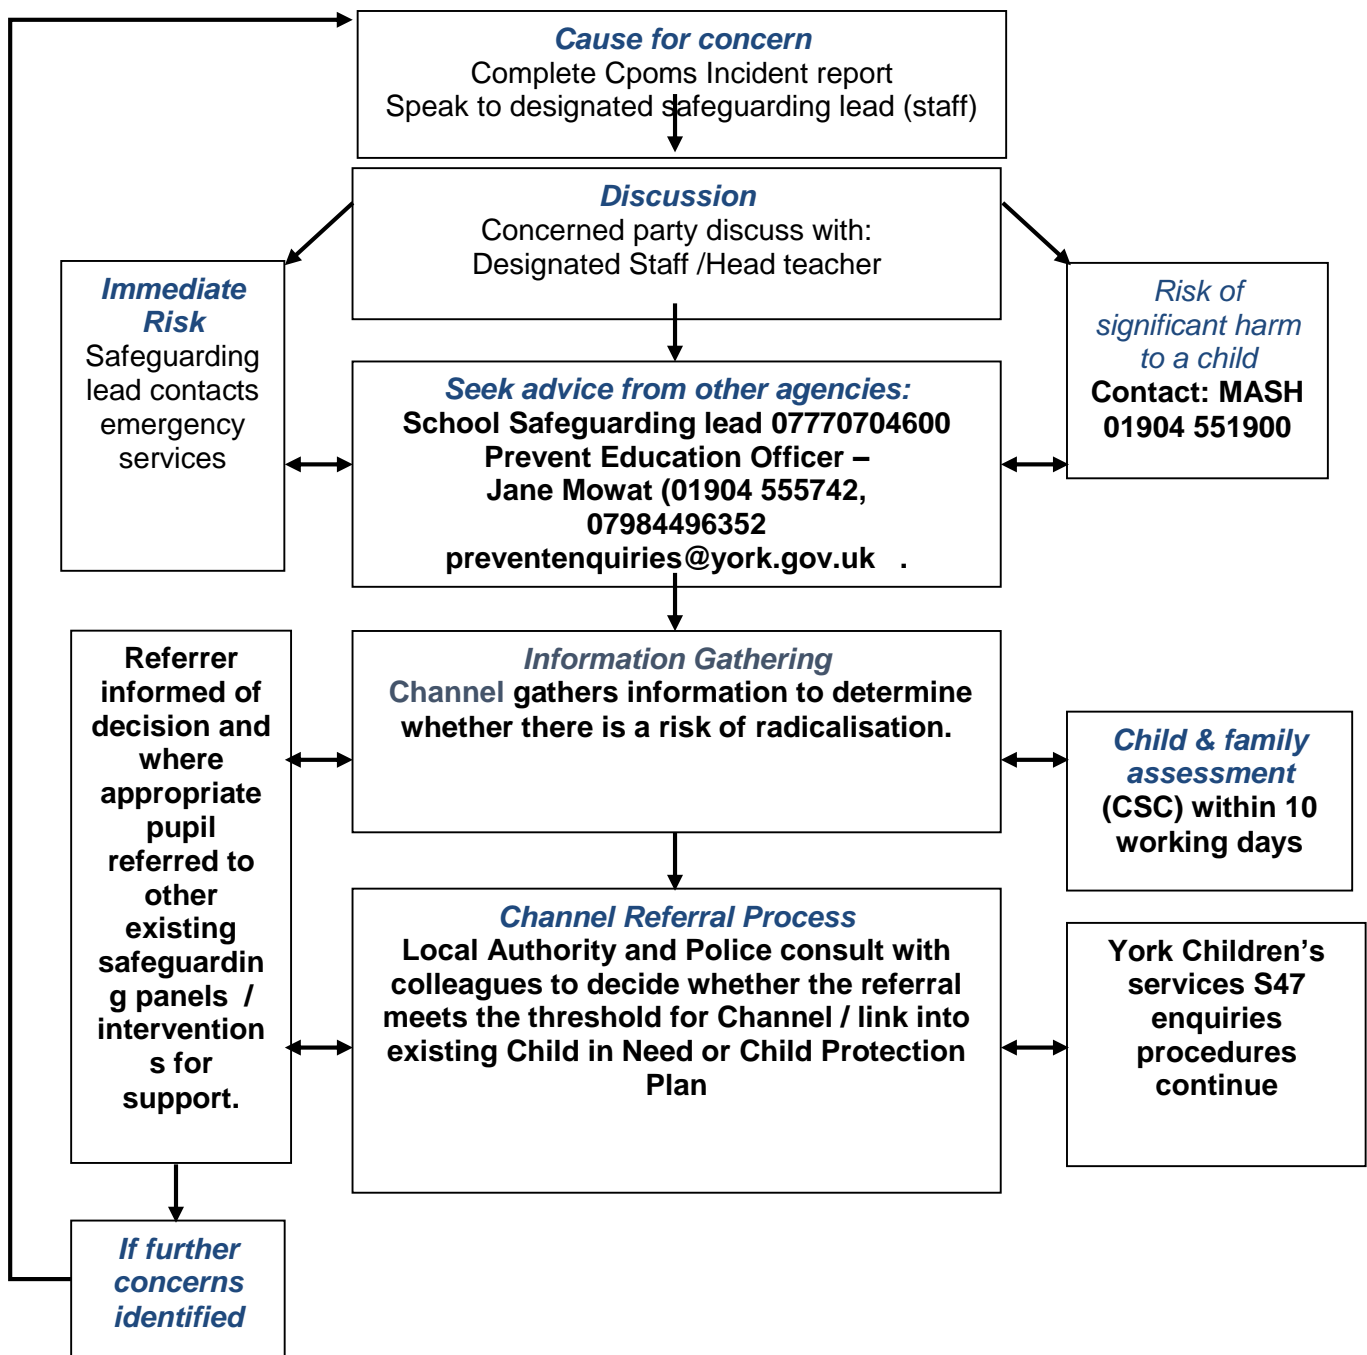 Cause for concern
Complete Cpoms Incident report
Speak to designated safeguarding lead (staff)
Discussion
Concerned party discuss with:
Designated Staff /Head teacher
Immediate
Risk
Safeguarding
lead contacts
emergency
services
Risk of
significant harm
to a child
Contact: MASH
01904 551900
Seek advice from other agencies:
School Safeguarding lead 07770704600
Prevent Education Officer –
Jane Mowat (01904 555742,
07984496352
preventenquiries@york.gov.uk .
Referrer
informed of
decision and
where
appropriate
pupil
referred to
other
existing
safeguardin
g panels /
intervention
s for
support.
Information Gathering
Channel gathers information to determine
whether there is a risk of radicalisation.
Child & family
assessment
(CSC) within 10
working days
Channel Referral Process
Local Authority and Police consult with
colleagues to decide whether the referral
meets the threshold for Channel / link into
existing Child in Need or Child Protection
Plan
York Children’s
services S47
enquiries
procedures
continue
If further
concerns
identified